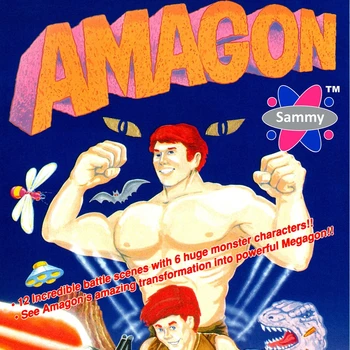 AMAGON
TM
Sammy
• 12 incredible battle scenes with 6 huge monster characters!!
• See Amagon's amazing transformation into powerful Megagon!!